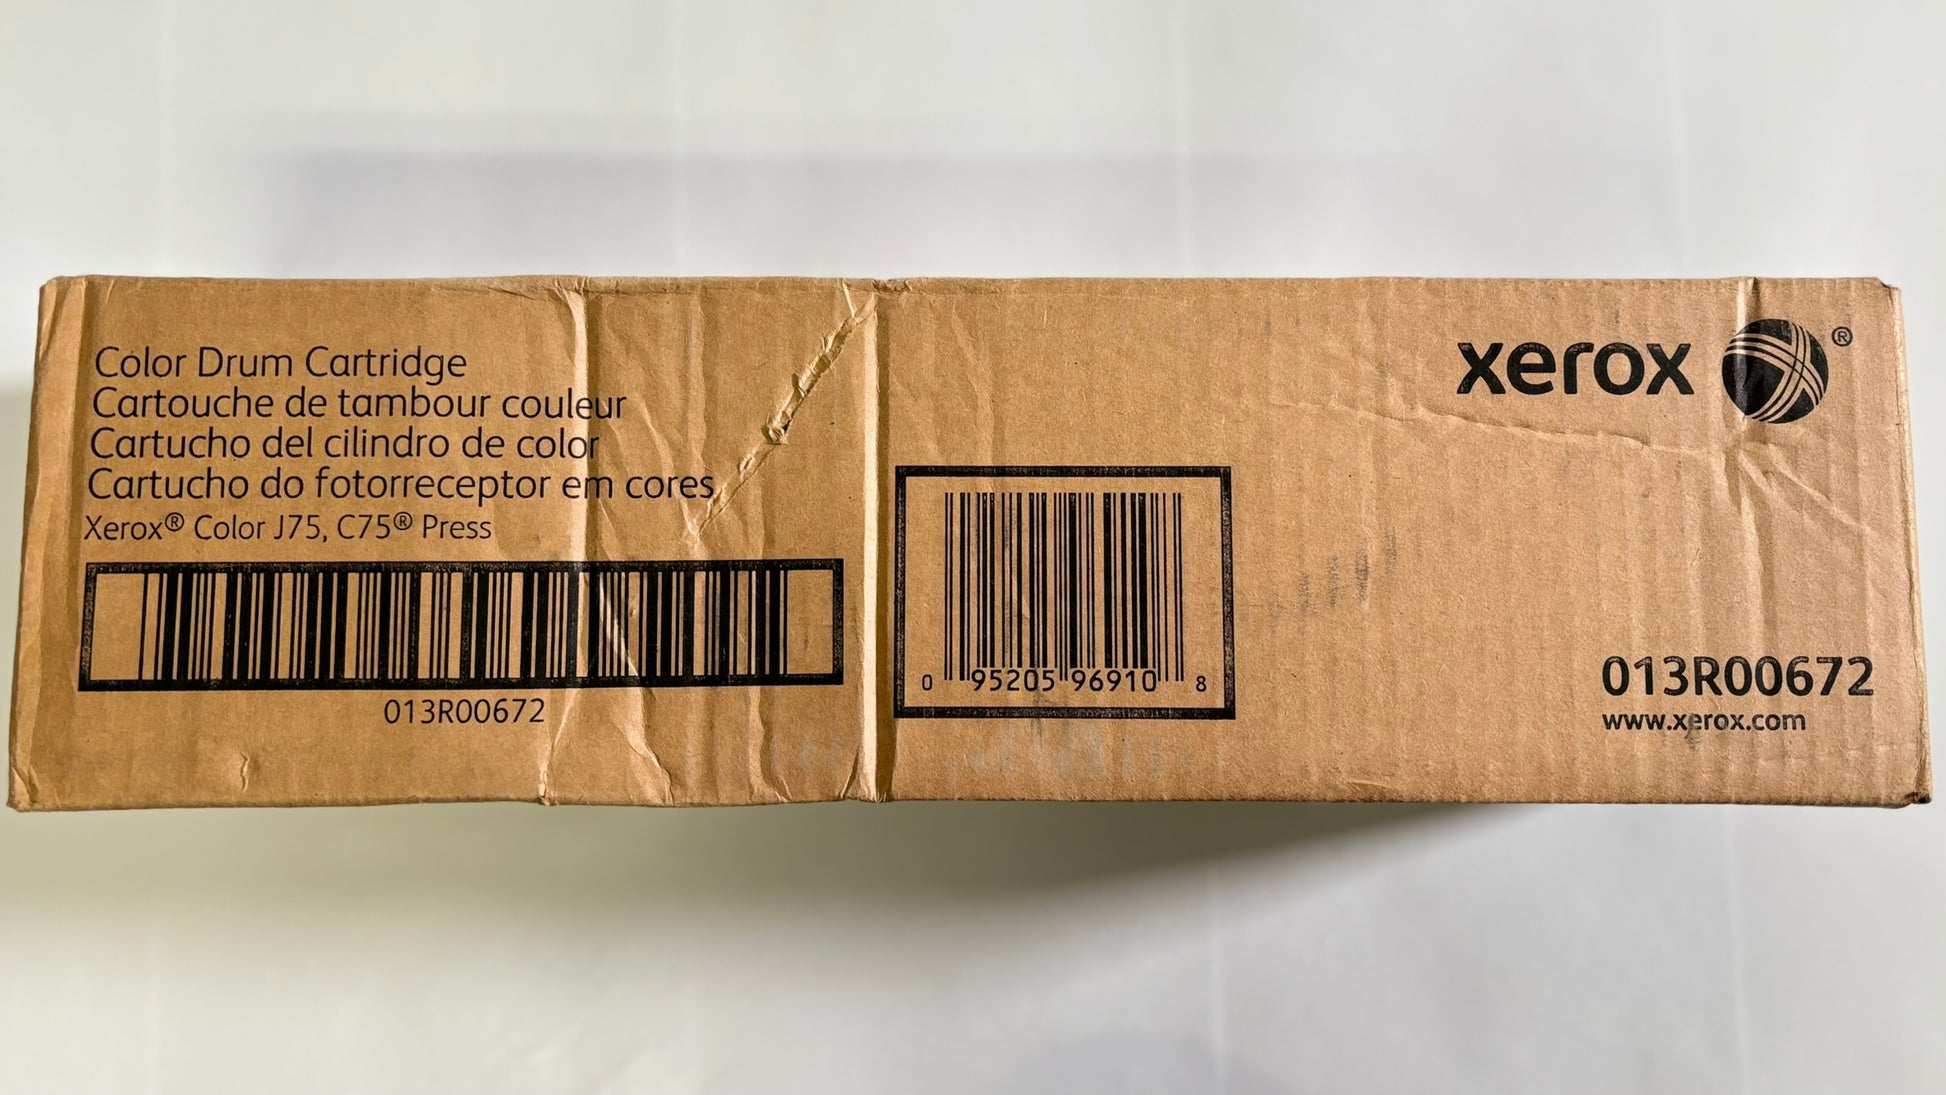 Color Drum Cartridge
Cartouche de tambour couleur
Cartucho del cilindro de color
Cartucho do fotorreceptor em cores
Xerox® Color J75, C75® Press
013R00672
0 95205 96910 8
xerox ®
013R00672
www.xerox.com